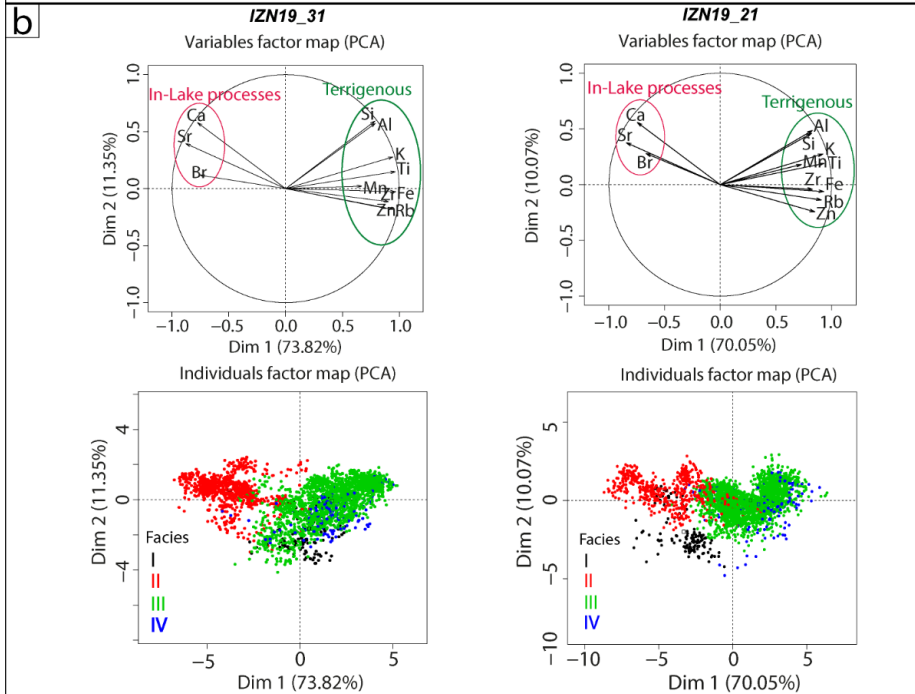 b
IZN19_31
Variables factor map (PCA)
In-Lake processes
Terrigenous
Ca
Sr
Br
Si
Al
K
Ti
Mn
Zr
Fe
Zn
Rb
1.0
0.5
0.0
−0.5
−1.0
Dim 2 (11.35%)
−1.0
−0.5
0.0
0.5
1.0
Dim 1 (73.82%)
IZN19_21
Variables factor map (PCA)
In-Lake processes
Terrigenous
Ca
Sr
Br
Al
Si
K
Mn
Ti
Zr
Fe
Rb
Zn
1.0
0.5
0.0
−0.5
−1.0
Dim 2 (10.07%)
−1.0
−0.5
0.0
0.5
1.0
Dim 1 (70.05%)
Individuals factor map (PCA)
4
0
−4
Dim 2 (11.35%)
Facies
I
II
III
IV
−5
0
5
Dim 1 (73.82%)
Individuals factor map (PCA)
5
0
−5
−10
Dim 2 (10.07%)
Facies
I
II
III
IV
−10
−5
0
5
Dim 1 (70.05%)